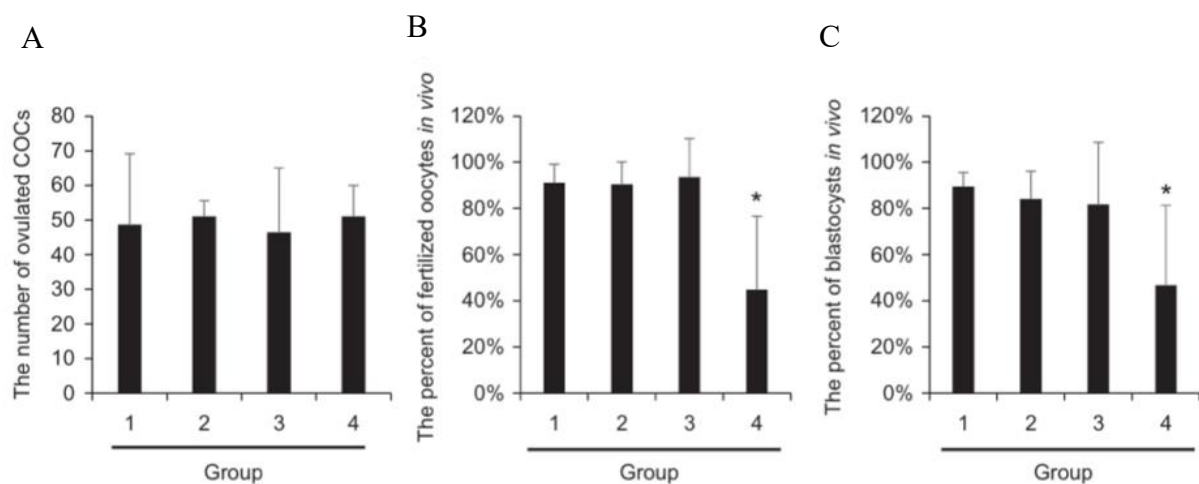 A
The number of ovulated COCs
80
70
60
50
40
30
20
10
0
1 2 3 4
Group
B
The percent of fertilized oocytes in vivo
120%
100%
80%
60%
40%
20%
0%
*
1 2 3 4
Group
C
The percent of blastocysts in vivo
120%
100%
80%
60%
40%
20%
0%
*
1 2 3 4
Group